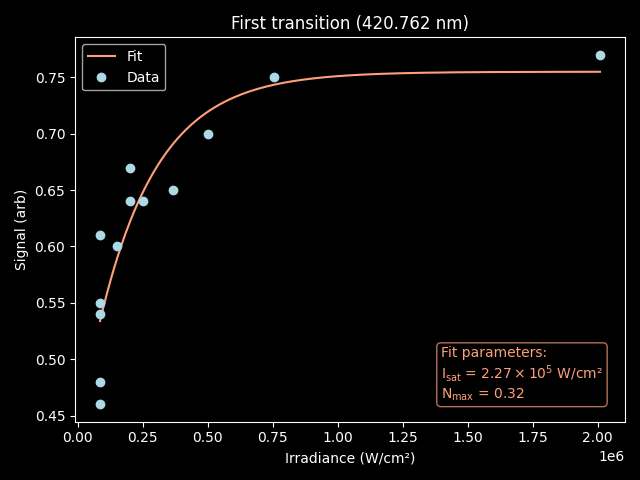 First transition (420.762 nm)
Fit
Data
Signal (arb)
0.75
0.70
0.65
0.60
0.55
0.50
0.45
Fit parameters:
I_sat = 2.27 × 10⁵ W/cm²
N_max = 0.32
0.00 0.25 0.50 0.75 1.00 1.25 1.50 1.75 2.00
1e6
Irradiance (W/cm²)